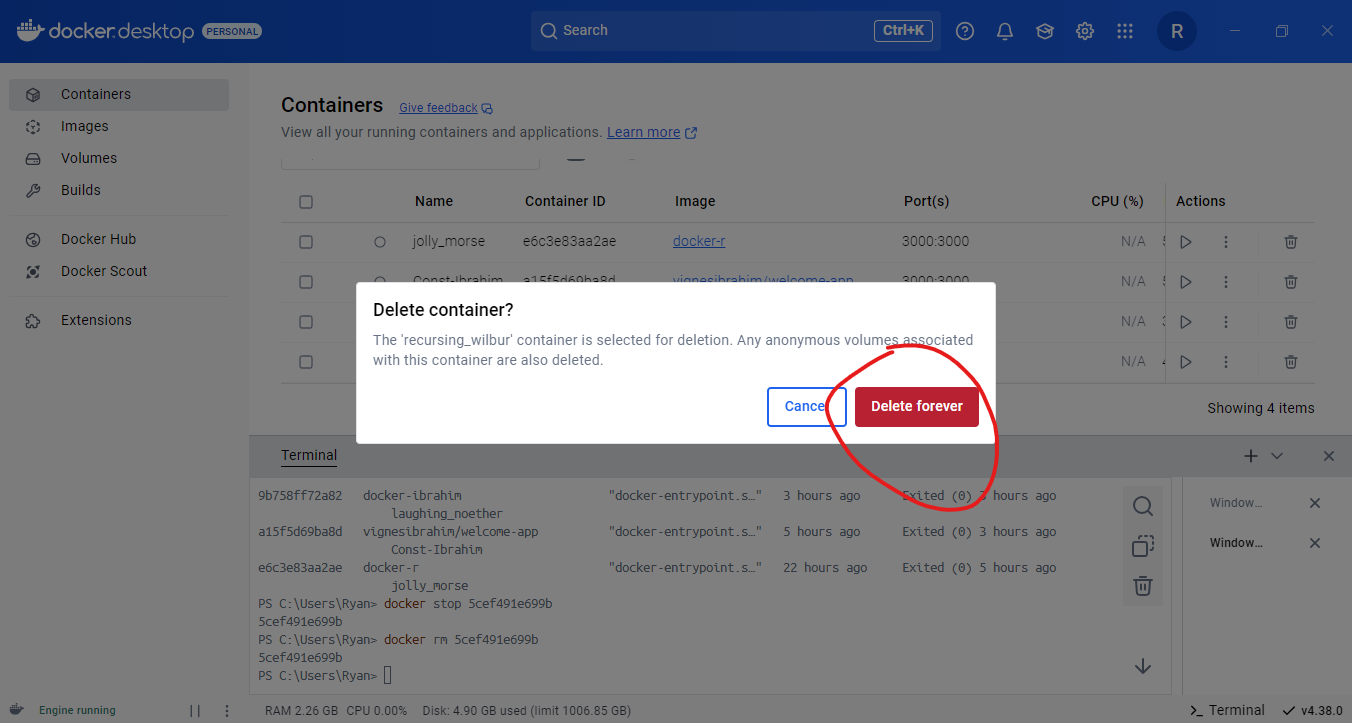 docker.desktop PERSONAL
Search
Ctrl+K
R
Containers
Images
Volumes
Builds
Docker Hub
Docker Scout
Extensions
Containers Give feedback
View all your running containers and applications. Learn more
Name Container ID Image Port(s) CPU (%) Actions
jolly_morse e6c3e83aa2ae docker-r 3000:3000 N/A
Const-Ibrahim a15f5d69ba8d vignesibrahim/welcome-app 3000:3000 N/A
N/A
N/A
Delete container?
The 'recursing_wilbur' container is selected for deletion. Any anonymous volumes associated
with this container are also deleted.
Cancel Delete forever
Showing 4 items
Terminal
9b758ff72a82 docker-ibrahim "docker-entrypoint.s…" 3 hours ago Exited (0) 3 hours ago
laughing_noether
a15f5d69ba8d vignesibrahim/welcome-app "docker-entrypoint.s…" 5 hours ago Exited (0) 3 hours ago
Const-Ibrahim
e6c3e83aa2ae docker-r "docker-entrypoint.s…" 22 hours ago Exited (0) 5 hours ago
jolly_morse
PS C:\Users\Ryan> docker stop 5cef491e699b
5cef491e699b
PS C:\Users\Ryan> docker rm 5cef491e699b
5cef491e699b
PS C:\Users\Ryan>
Window...
Window...
Engine running
RAM 2.26 GB CPU 0.00% Disk: 4.90 GB used (limit 1006.85 GB)
Terminal
v4.38.0